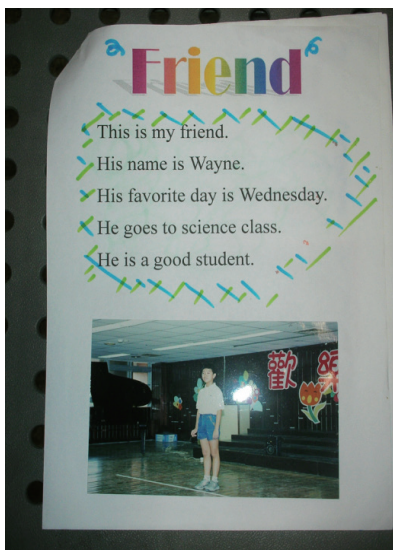 Friend
This is my friend.
His name is Wayne.
His favorite day is Wednesday.
He goes to science class.
He is a good student.
歡